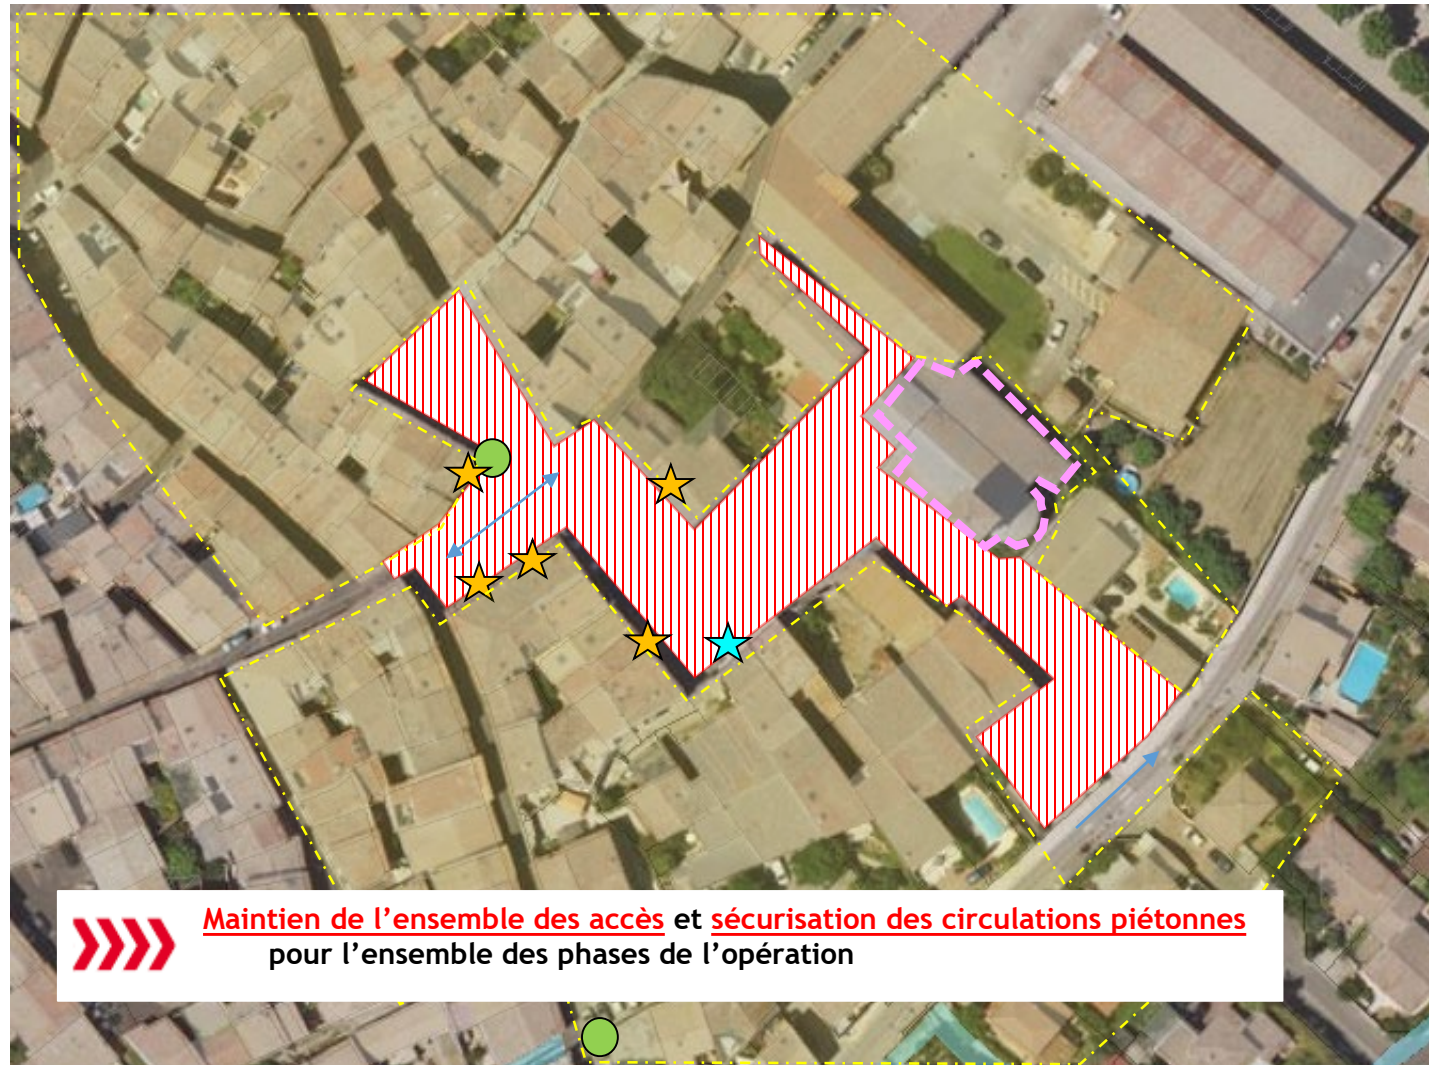 Maintien de l’ensemble des accès et sécurisation des circulations piétonnes
pour l’ensemble des phases de l’opération